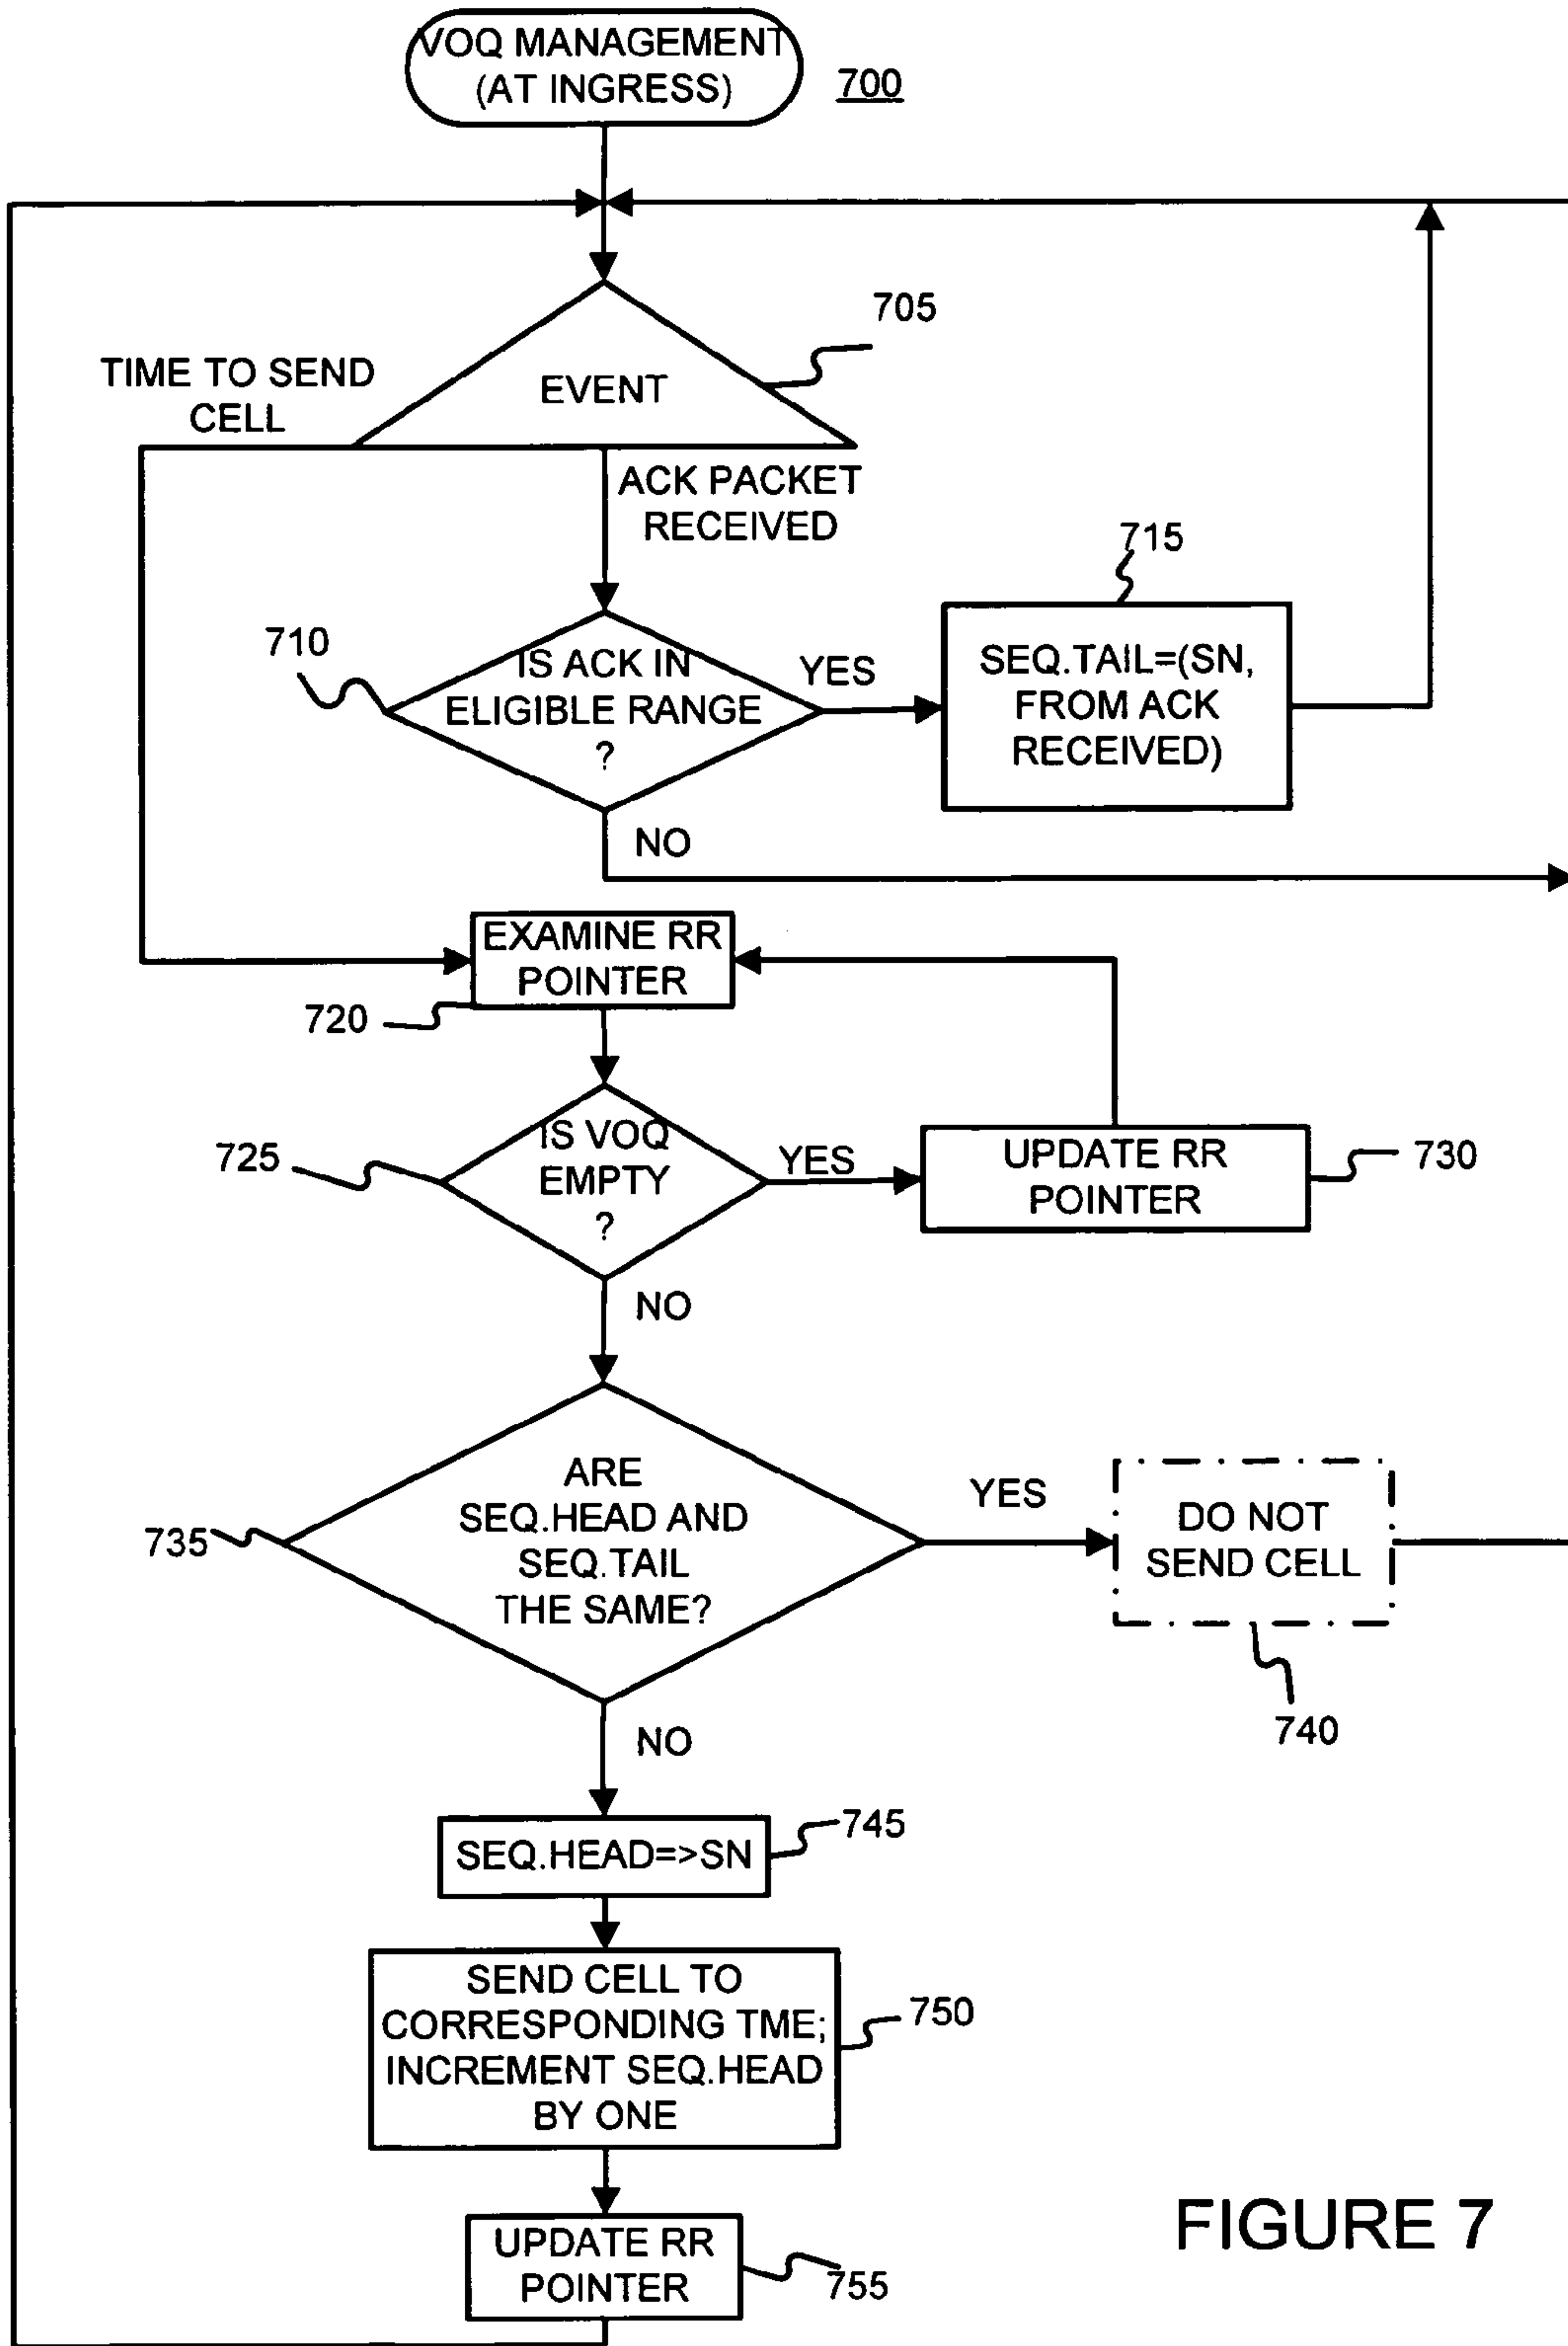 VOQ MANAGEMENT
(AT INGRESS)
700
705
TIME TO SEND
CELL
EVENT
ACK PACKET
RECEIVED
715
710
IS ACK IN
ELIGIBLE RANGE
?
YES
SEQ.TAIL=(SN,
FROM ACK
RECEIVED)
NO
EXAMINE RR
POINTER
720
725
IS VOQ
EMPTY
?
YES
UPDATE RR
POINTER
730
NO
735
ARE
SEQ.HEAD AND
SEQ.TAIL
THE SAME?
YES
DO NOT
SEND CELL
740
NO
SEQ.HEAD=>SN
745
SEND CELL TO
CORRESPONDING TME;
INCREMENT SEQ.HEAD
BY ONE
750
UPDATE RR
POINTER
755
FIGURE 7